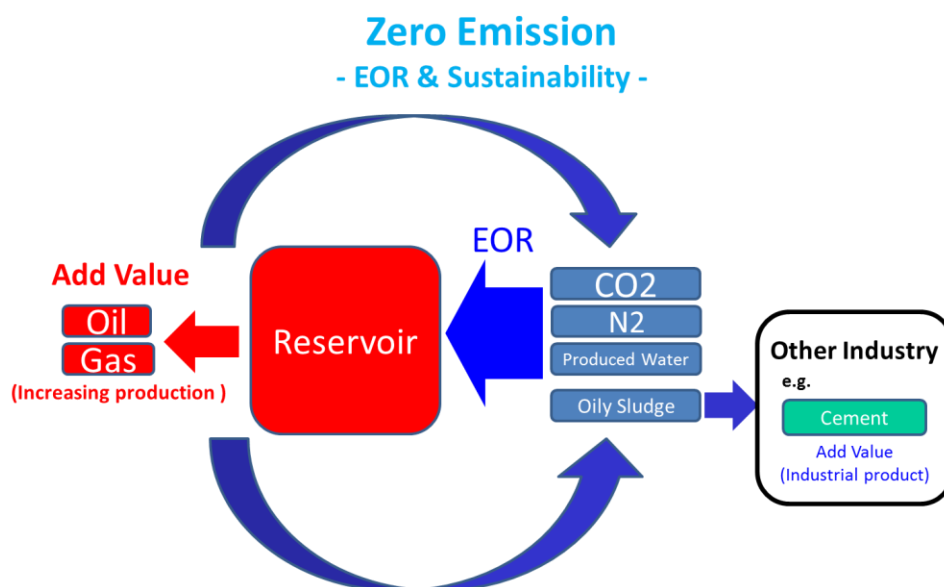 Zero Emission
- EOR & Sustainability -
EOR
Add Value
Oil
Gas
(Increasing production )
Reservoir
CO2
N2
Produced Water
Oily Sludge
Other Industry
e.g.
Cement
Add Value
(Industrial product)